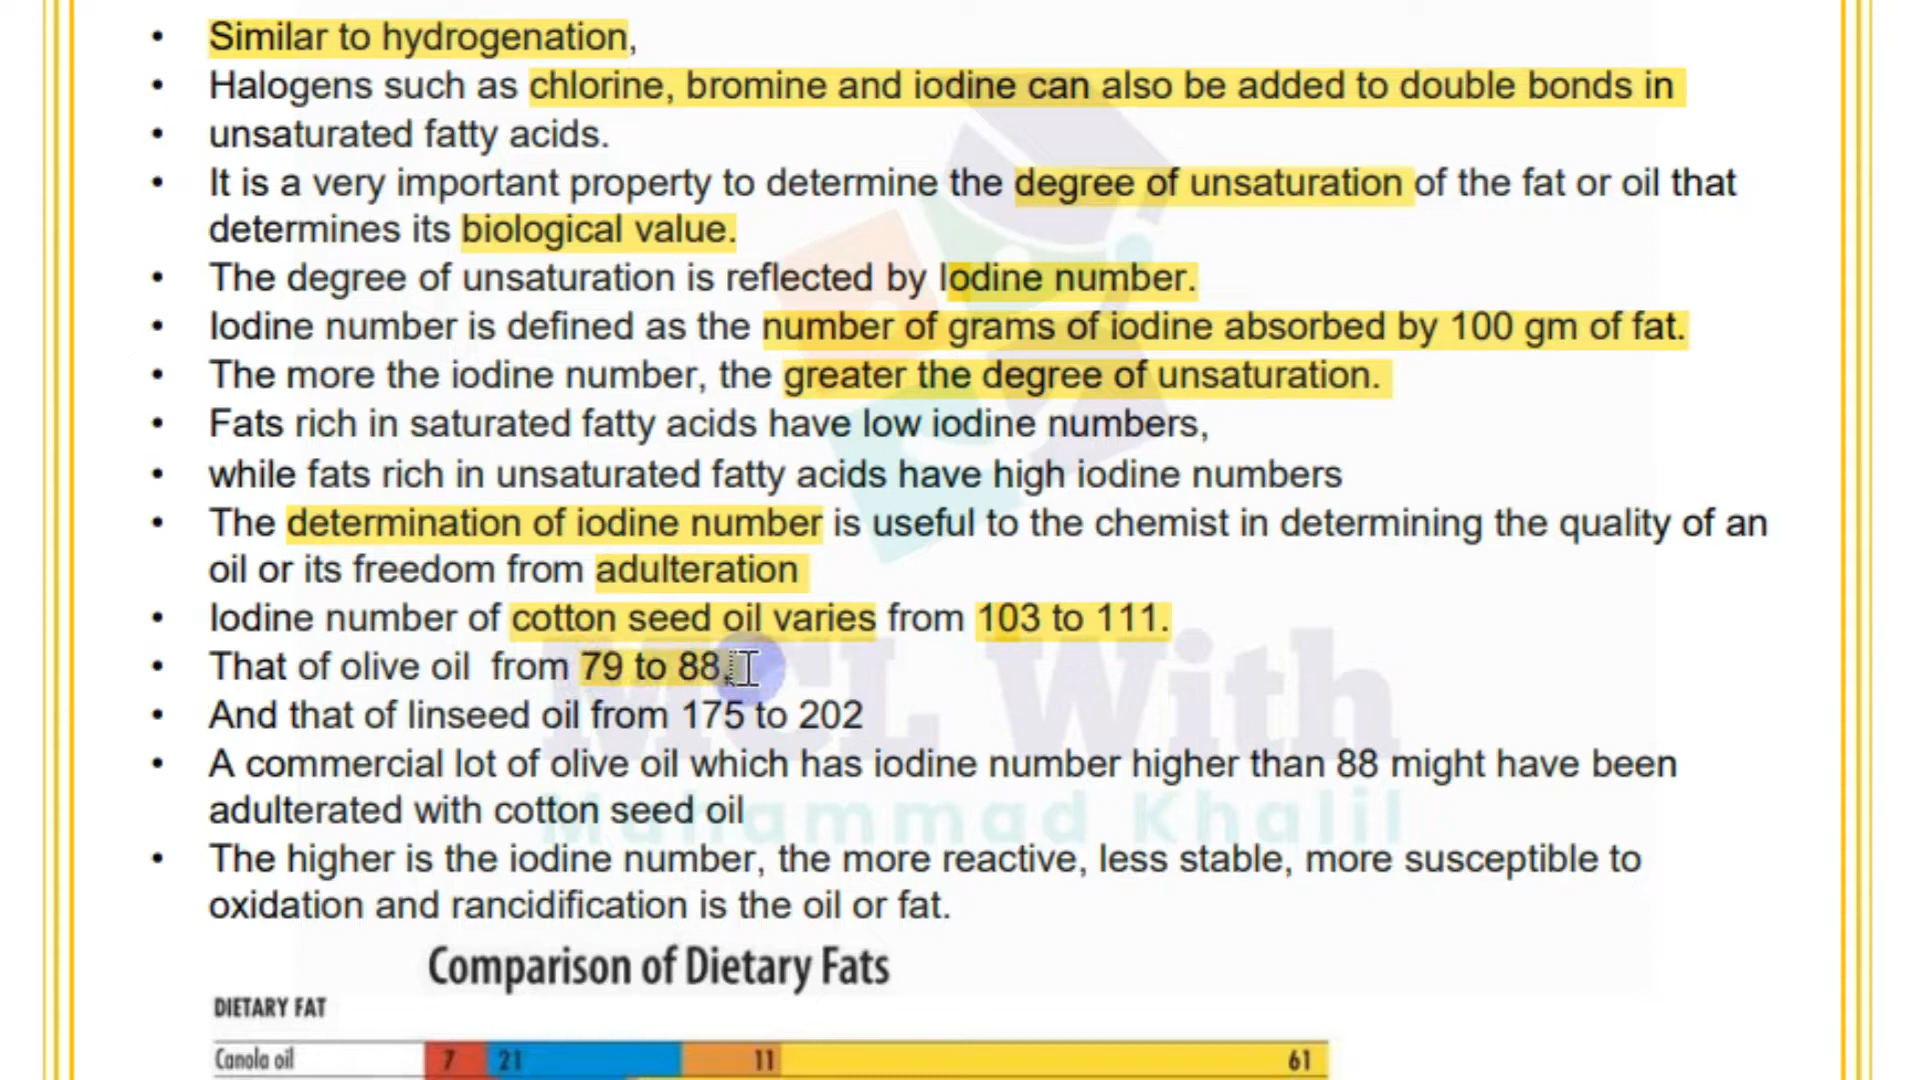 • Similar to hydrogenation,
• Halogens such as chlorine, bromine and iodine can also be added to double bonds in
• unsaturated fatty acids.
• It is a very important property to determine the degree of unsaturation of the fat or oil that
determines its biological value.
• The degree of unsaturation is reflected by Iodine number.
• Iodine number is defined as the number of grams of iodine absorbed by 100 gm of fat.
• The more the iodine number, the greater the degree of unsaturation.
• Fats rich in saturated fatty acids have low iodine numbers,
• while fats rich in unsaturated fatty acids have high iodine numbers
• The determination of iodine number is useful to the chemist in determining the quality of an
oil or its freedom from adulteration
• Iodine number of cotton seed oil varies from 103 to 111.
• That of olive oil from 79 to 88.
• And that of linseed oil from 175 to 202
• A commercial lot of olive oil which has iodine number higher than 88 might have been
adulterated with cotton seed oil
• The higher is the iodine number, the more reactive, less stable, more susceptible to
oxidation and rancidification is the oil or fat.
MCL With
Muhammad Khalil
Comparison of Dietary Fats
DIETARY FAT
Canola oil 7 21 11 61